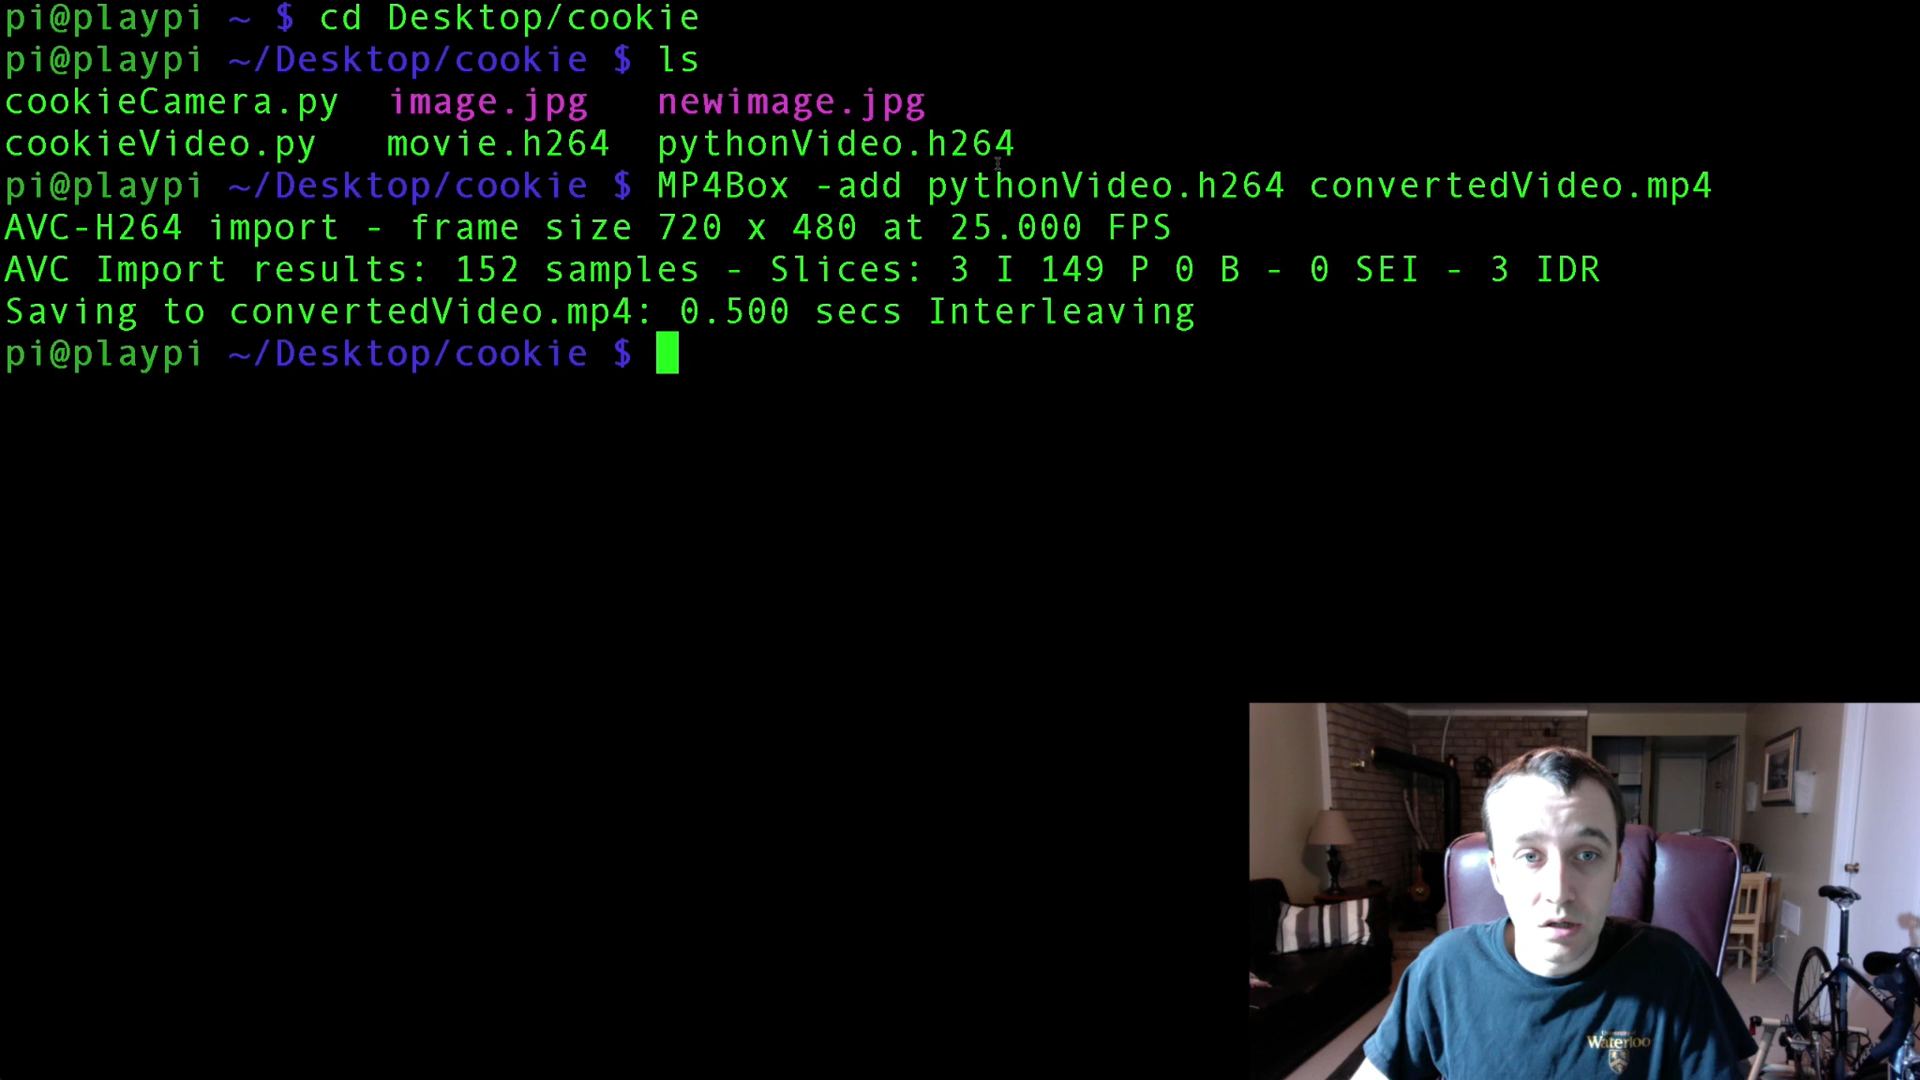 pi@playpi ~ $ cd Desktop/cookie
pi@playpi ~/Desktop/cookie $ ls
cookieCamera.py image.jpg newimage.jpg
cookieVideo.py movie.h264 pythonVideo.h264
pi@playpi ~/Desktop/cookie $ MP4Box -add pythonVideo.h264 convertedVideo.mp4
AVC-H264 import - frame size 720 x 480 at 25.000 FPS
AVC Import results: 152 samples - Slices: 3 I 149 P 0 B - 0 SEI - 3 IDR
Saving to convertedVideo.mp4: 0.500 secs Interleaving
pi@playpi ~/Desktop/cookie $
Waterloo
TREK